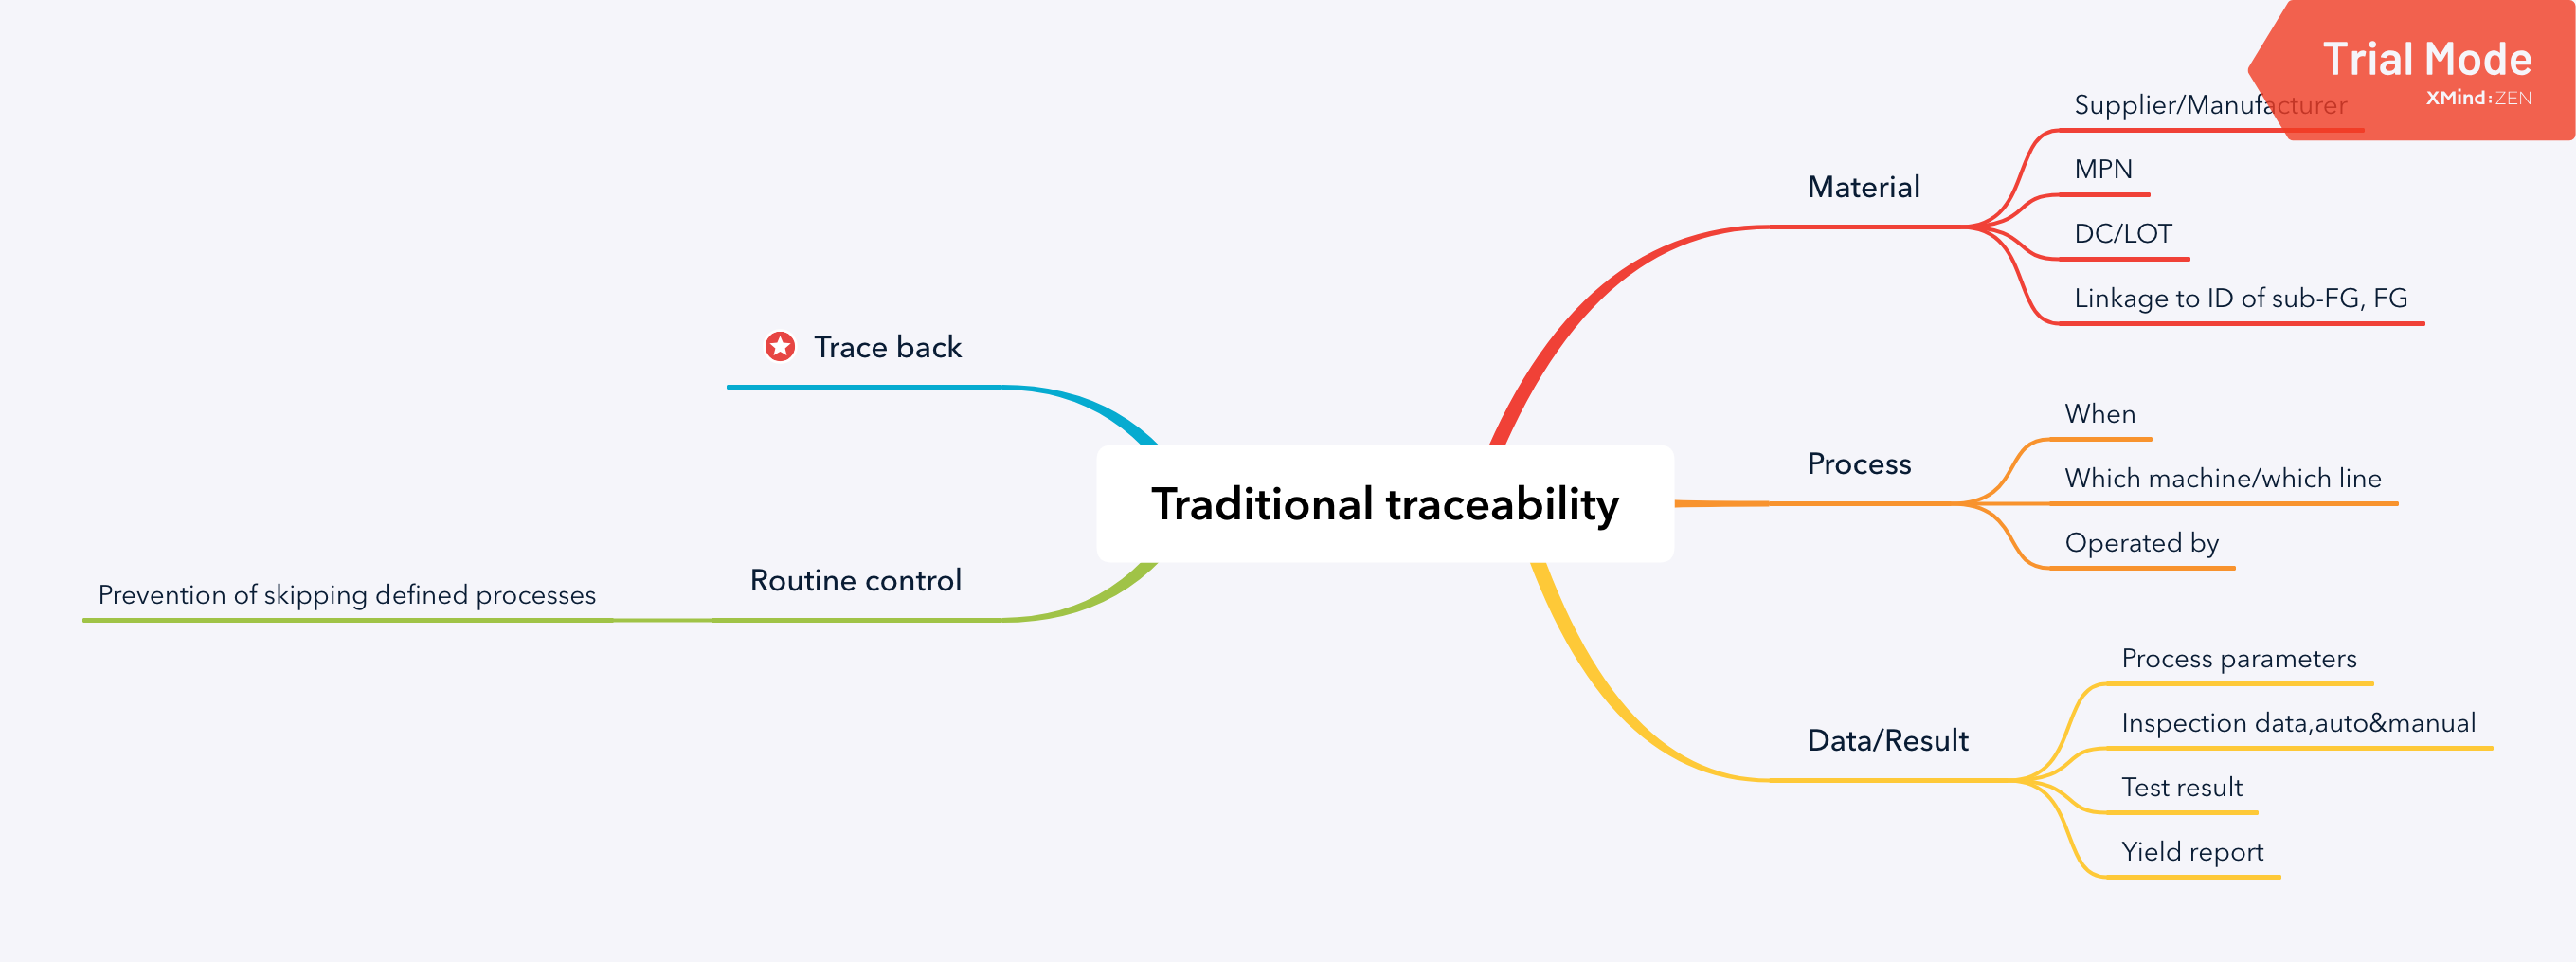 Trial Mode
XMind:ZEN
Supplier/Manufacturer
MPN
Material
DC/LOT
Linkage to ID of sub-FG, FG
Trace back
When
Process
Which machine/which line
Traditional traceability
Operated by
Routine control
Prevention of skipping defined processes
Process parameters
Inspection data,auto&manual
Data/Result
Test result
Yield report